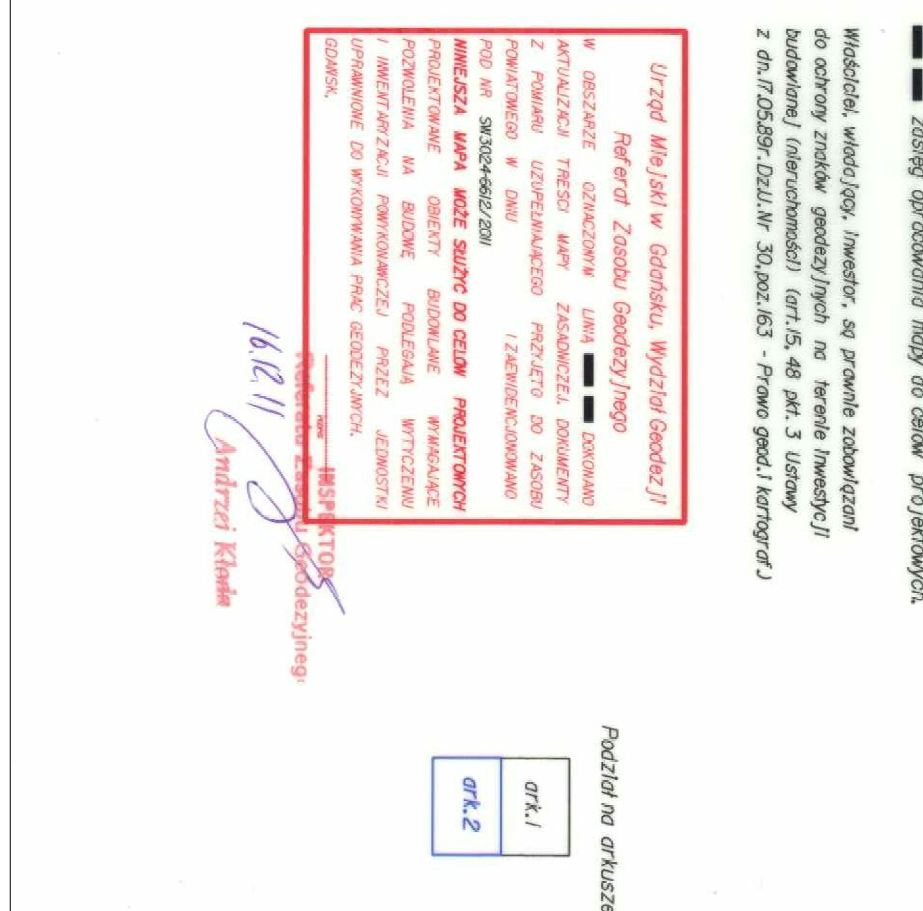 zasięg opracowania mapy do celów projektowych.
Właściciel, władający, inwestor, są prawnie zobowiązani
do ochrony znaków geodezyjnych na terenie inwestycji
budowlanej (nieruchomości) (art.15, 48 pkt. 3 Ustawy
z dn.17.05.89r. Dz.U. Nr 30,poz.163 - Prawo geod.i kartograf.)
Urząd Miejski w Gdańsku, Wydział Geodezji
Referat Zasobu Geodezyjnego
W OBSZARZE OZNACZONYM LINIĄ DOKONANO
AKTUALIZACJI TRESCI MAPY ZASADNICZEJ. DOKUMENTY
Z POMIARU UZUPEŁNIAJĄCEGO PRZYJĘTO DO ZASOBU
POWIATOWEGO W DNIU I ZAEWIDENCJONOWANO
POD NR SW3024-6612/2011
NINIEJSZA MAPA MOŻE SŁUŻYC DO CELOW PROJEKTOWYCH
PROJEKTOWANE OBIEKTY BUDOWLANE WYMAGAJĄCE
POZWOLENIA NA BUDOWĘ PODLEGAJĄ WYTYCZENIU
I INWENTARYZACJI POWYKONAWCZEJ PRZEZ JEDNOSTKI
UPRAWNIONE DO WYKONYWANIA PRAC GEODEZYJNYCH.
GDAŃSK,
INSPEKTOR
Referatu Zasobu Geodezyjnego
16.12.11
Andrzej
Podział na arkusze
ark.1
ark.2